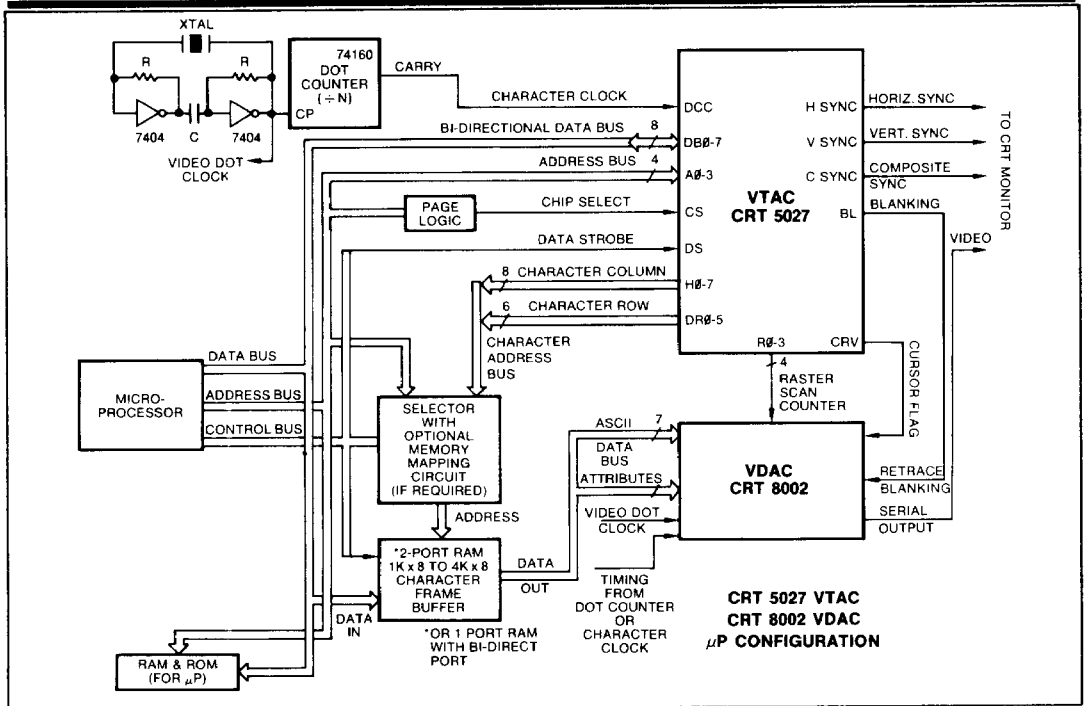 XTAL
R
R
7404
C
7404
VIDEO DOT
CLOCK
74160
DOT
COUNTER
(÷N)
CP
CARRY
CHARACTER CLOCK
BI-DIRECTIONAL DATA BUS
8
ADDRESS BUS
4
PAGE
LOGIC
CHIP SELECT
DATA STROBE
8 CHARACTER COLUMN
6 CHARACTER ROW
CHARACTER
ADDRESS
BUS
DCC
DBØ-7
AØ-3
CS
DS
HØ-7
DRØ-5
VTAC
CRT 5027
H SYNC
V SYNC
C SYNC
BL
RØ-3
CRV
HORIZ. SYNC
VERT. SYNC
COMPOSITE
SYNC
BLANKING
VIDEO
TO CRT MONITOR
4
RASTER
SCAN
COUNTER
CURSOR FLAG
MICRO-
PROCESSOR
DATA BUS
ADDRESS BUS
CONTROL BUS
SELECTOR
WITH
OPTIONAL
MEMORY
MAPPING
CIRCUIT
(IF REQUIRED)
ADDRESS
ASCII
7
DATA
BUS
ATTRIBUTES
VIDEO DOT
CLOCK
VDAC
CRT 8002
RETRACE
BLANKING
SERIAL
OUTPUT
*2-PORT RAM
1K x 8 TO 4K x 8
CHARACTER
FRAME
BUFFER
DATA
OUT
DATA
IN
*OR 1 PORT RAM
WITH BI-DIRECT
PORT
TIMING
FROM
DOT COUNTER
OR
CHARACTER
CLOCK
RAM & ROM
(FOR µP)
CRT 5027 VTAC
CRT 8002 VDAC
µP CONFIGURATION